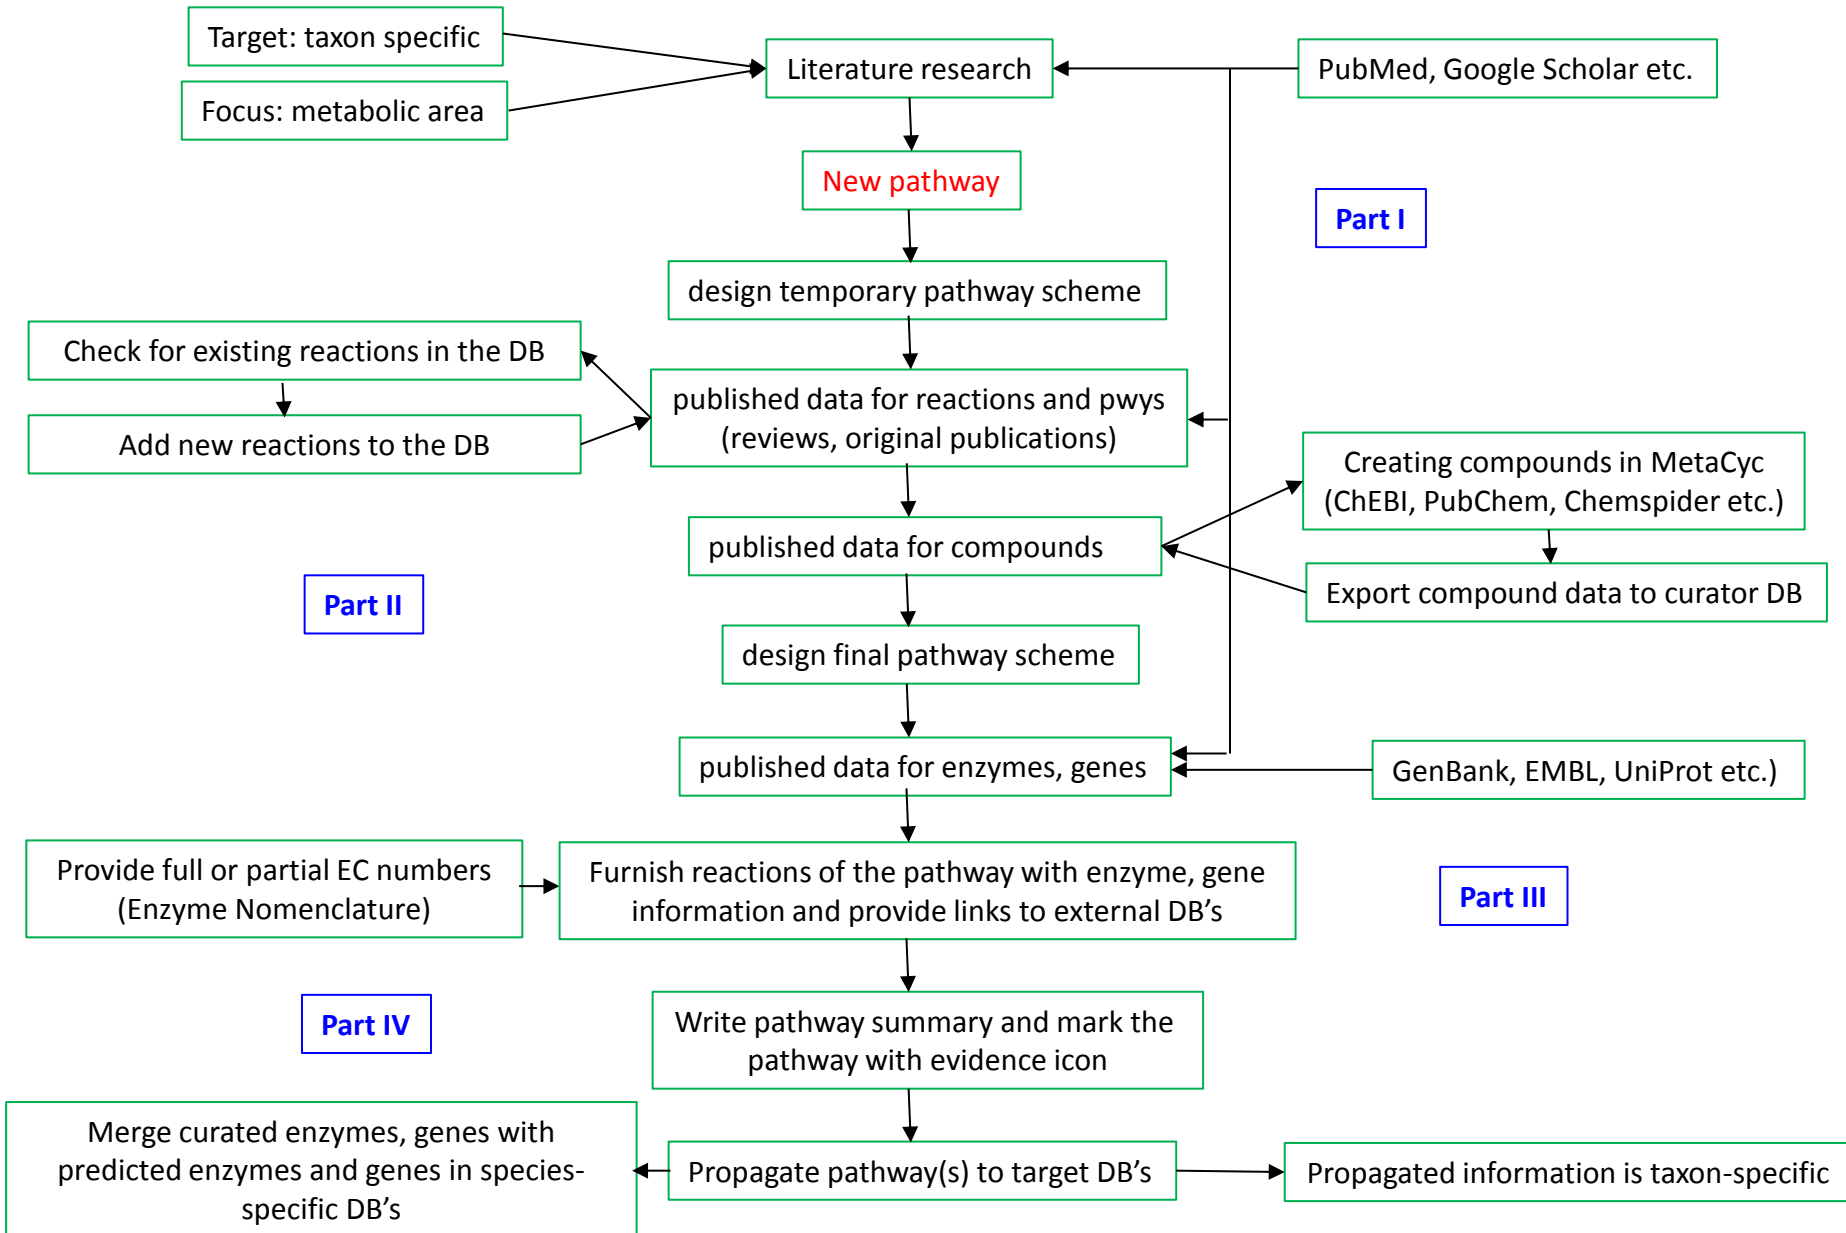 Target: taxon specific
Literature research
PubMed, Google Scholar etc.
Focus: metabolic area
New pathway
Part I
design temporary pathway scheme
Check for existing reactions in the DB
published data for reactions and pwys
(reviews, original publications)
Add new reactions to the DB
Creating compounds in MetaCyc
(ChEBI, PubChem, Chemspider etc.)
published data for compounds
Part II
Export compound data to curator DB
design final pathway scheme
published data for enzymes, genes
GenBank, EMBL, UniProt etc.)
Provide full or partial EC numbers
(Enzyme Nomenclature)
Furnish reactions of the pathway with enzyme, gene
information and provide links to external DB’s
Part III
Part IV
Write pathway summary and mark the
pathway with evidence icon
Merge curated enzymes, genes with
predicted enzymes and genes in species-
specific DB’s
Propagate pathway(s) to target DB’s
Propagated information is taxon-specific